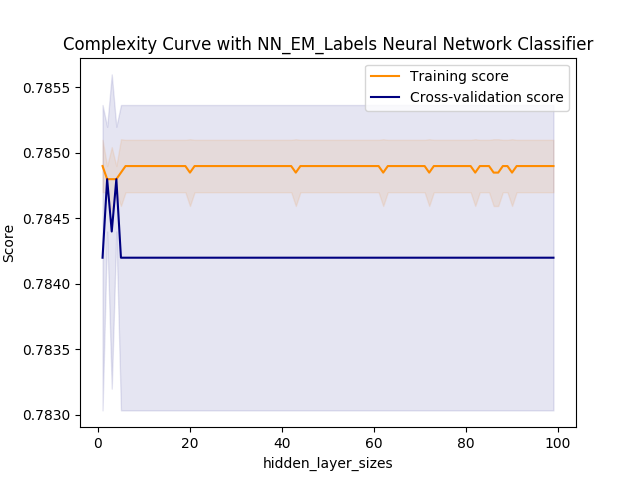 Complexity Curve with NN_EM_Labels Neural Network Classifier
Training score
Cross-validation score
Score
0.7855
0.7850
0.7845
0.7840
0.7835
0.7830
0 20 40 60 80 100
hidden_layer_sizes